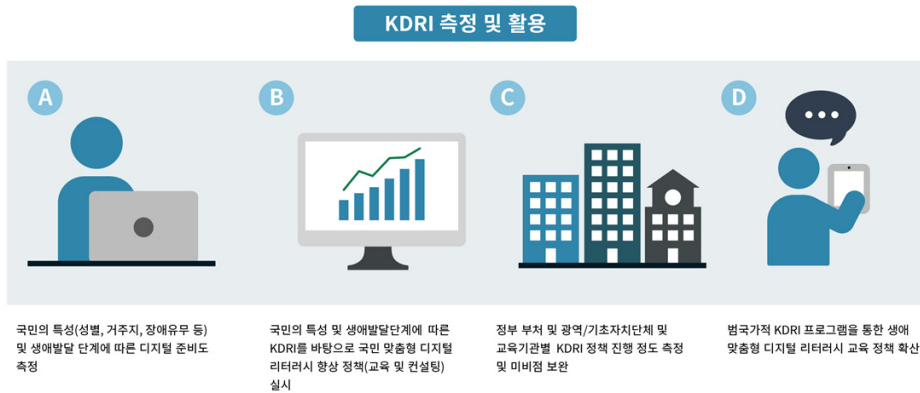 KDRI 측정 및 활용
A
국민의 특성(성별, 거주지, 장애유무 등)
및 생애발달 단계에 따른 디지털 준비도
측정
B
국민의 특성 및 생애발달단계에 따른
KDRI를 바탕으로 국민 맞춤형 디지털
리터러시 향상 정책(교육 및 컨설팅)
실시
C
정부 부처 및 광역/기초자치단체 및
교육기관별 KDRI 정책 진행 정도 측정
및 미비점 보완
D
범국가적 KDRI 프로그램을 통한 생애
맞춤형 디지털 리터러시 교육 정책 확산